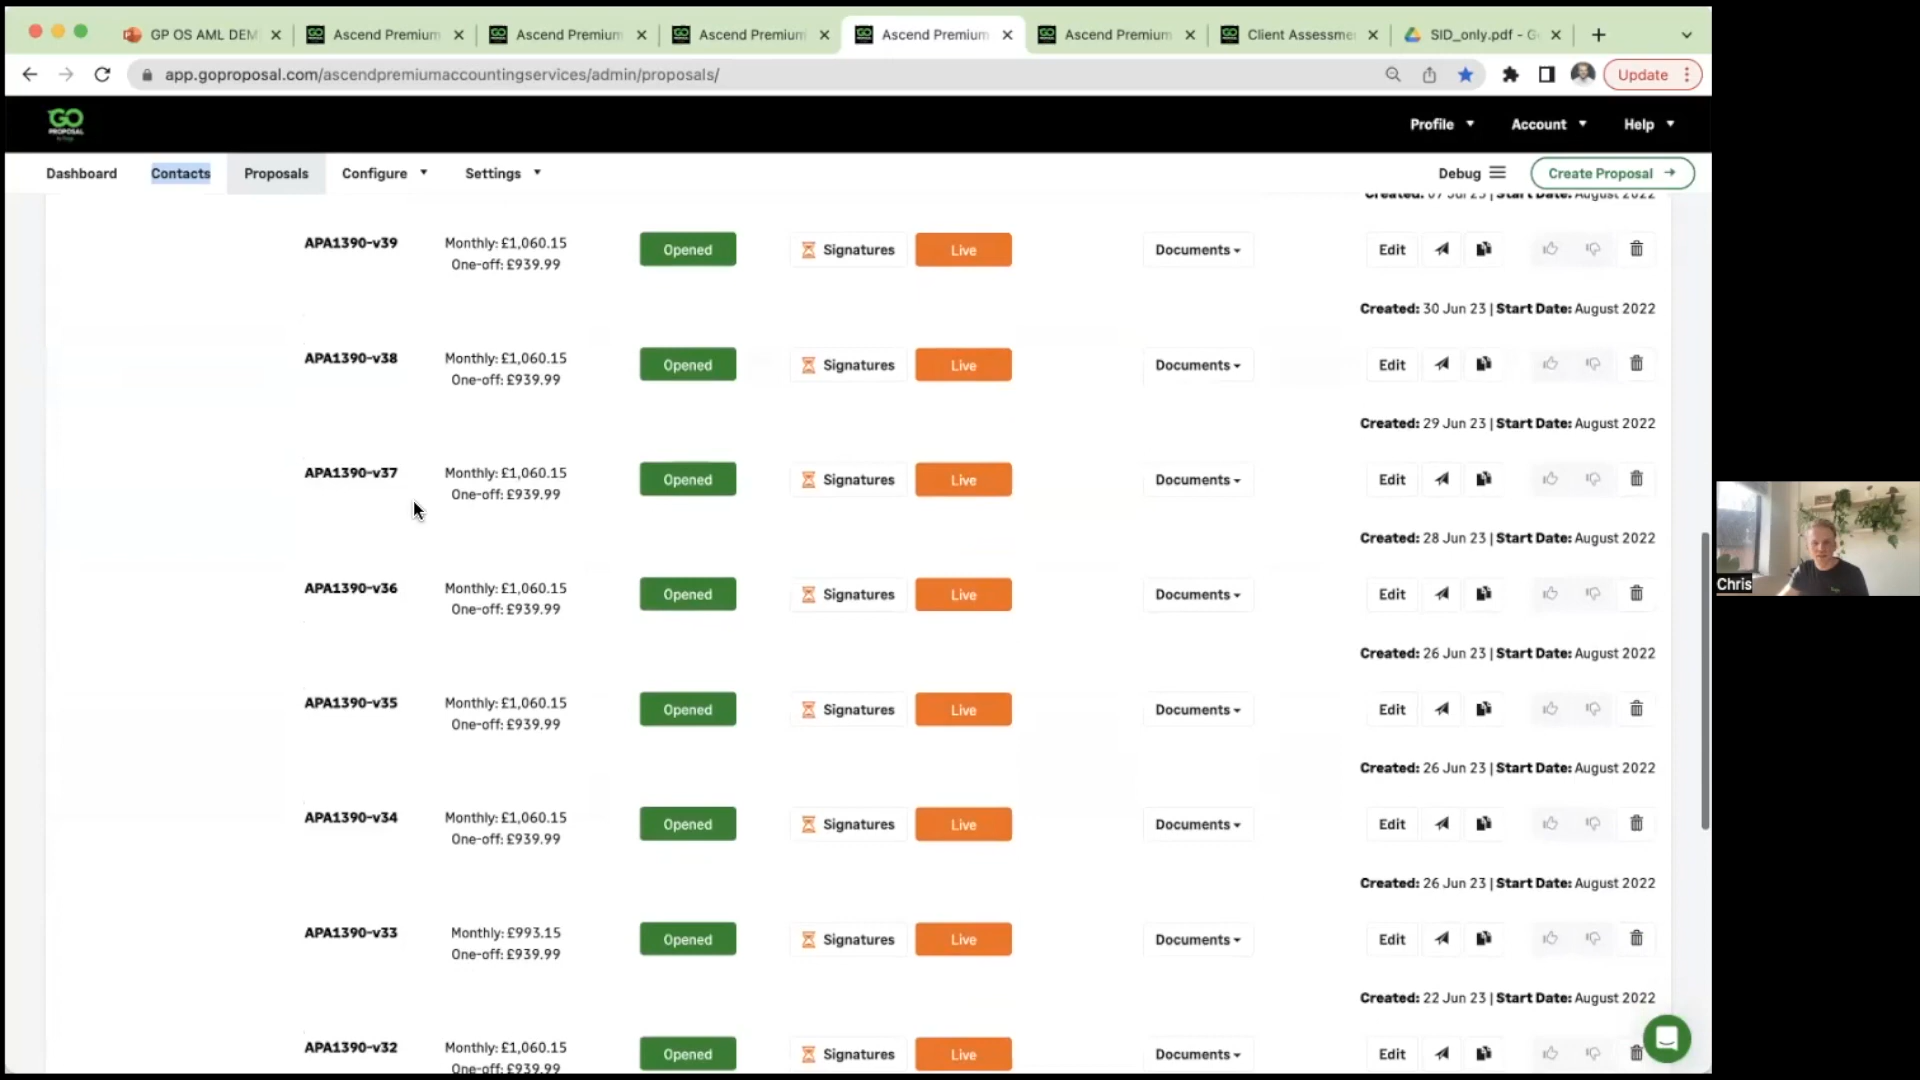 GP OS AML DEM
Ascend Premium
Ascend Premium
Ascend Premium
Ascend Premium
Ascend Premium
Client Assessme
SID_only.pdf - G
app.goproposal.com/ascendpremiumaccountingservices/admin/proposals/
Update
GO
PROPOSAL
Profile
Account
Help
Dashboard
Contacts
Proposals
Configure
Settings
Debug
Create Proposal
Created: 07 Jul 23 | Start Date: August 2022
APA1390-v39
Monthly: £1,060.15
One-off: £939.99
Opened
Signatures
Live
Documents
Edit
Created: 30 Jun 23 | Start Date: August 2022
APA1390-v38
Monthly: £1,060.15
One-off: £939.99
Opened
Signatures
Live
Documents
Edit
Created: 29 Jun 23 | Start Date: August 2022
APA1390-v37
Monthly: £1,060.15
One-off: £939.99
Opened
Signatures
Live
Documents
Edit
Created: 28 Jun 23 | Start Date: August 2022
APA1390-v36
Monthly: £1,060.15
One-off: £939.99
Opened
Signatures
Live
Documents
Edit
Created: 26 Jun 23 | Start Date: August 2022
APA1390-v35
Monthly: £1,060.15
One-off: £939.99
Opened
Signatures
Live
Documents
Edit
Created: 26 Jun 23 | Start Date: August 2022
APA1390-v34
Monthly: £1,060.15
One-off: £939.99
Opened
Signatures
Live
Documents
Edit
Created: 26 Jun 23 | Start Date: August 2022
APA1390-v33
Monthly: £993.15
One-off: £939.99
Opened
Signatures
Live
Documents
Edit
Created: 22 Jun 23 | Start Date: August 2022
APA1390-v32
Monthly: £1,060.15
One-off: £939.99
Opened
Signatures
Live
Documents
Edit
Chris